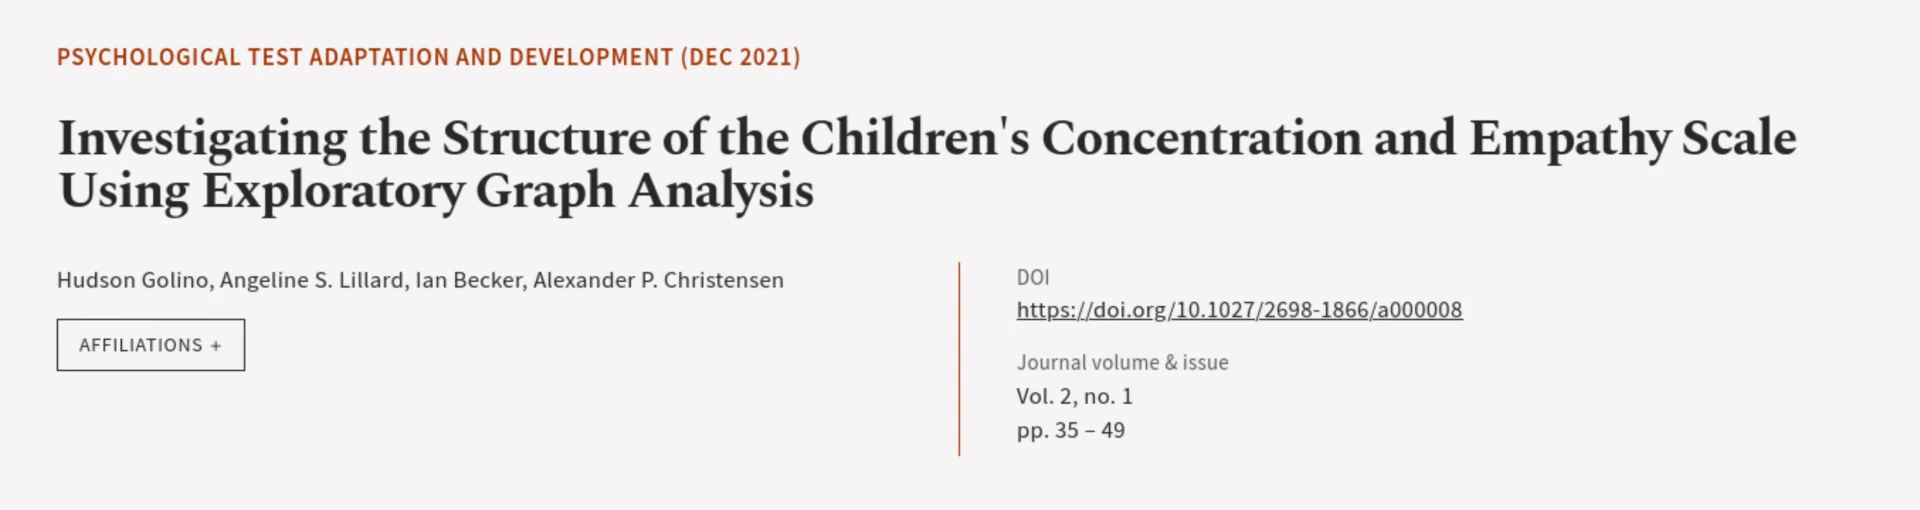 PSYCHOLOGICAL TEST ADAPTATION AND DEVELOPMENT (DEC 2021)
Investigating the Structure of the Children's Concentration and Empathy Scale
Using Exploratory Graph Analysis
Hudson Golino, Angeline S. Lillard, Ian Becker, Alexander P. Christensen
AFFILIATIONS +
DOI
https://doi.org/10.1027/2698-1866/a000008
Journal volume & issue
Vol. 2, no. 1
pp. 35 – 49